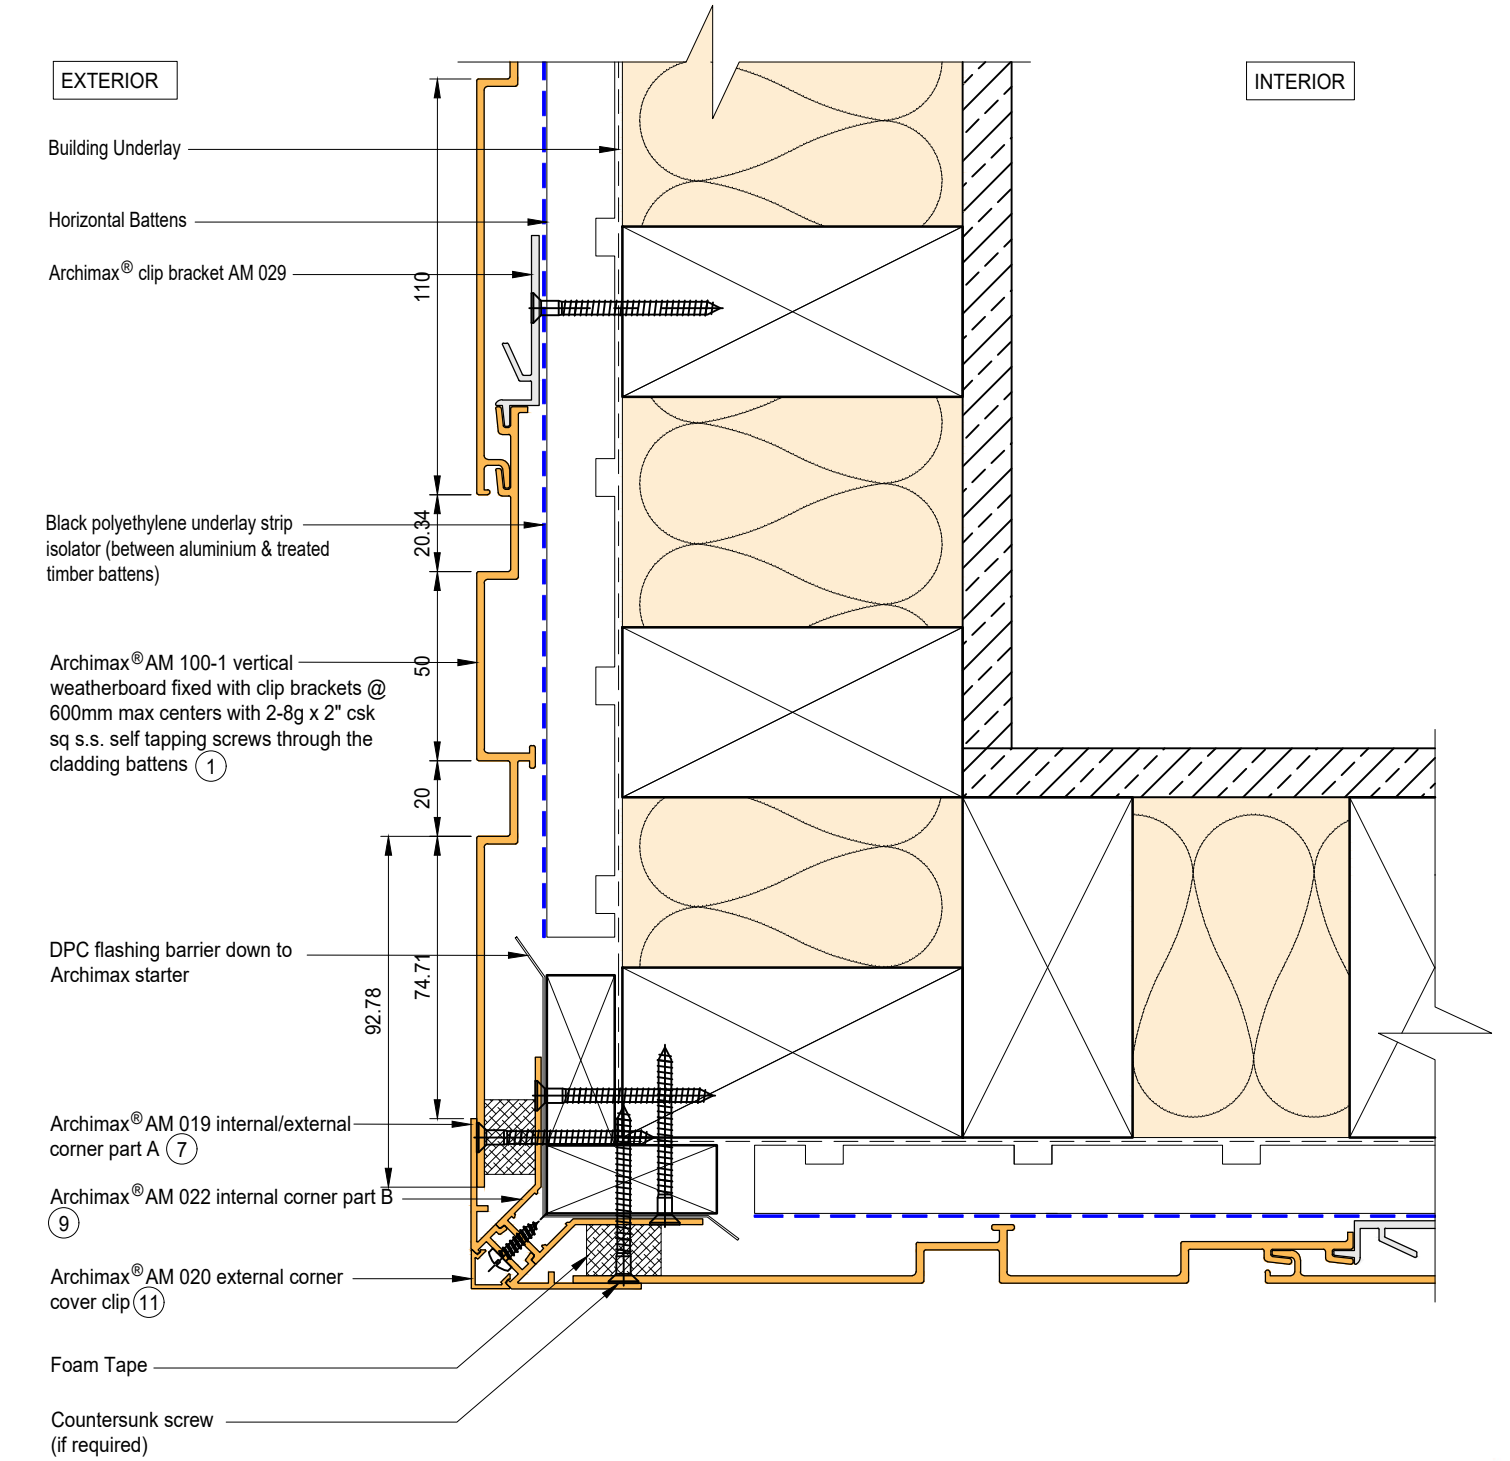 EXTERIOR
INTERIOR
Building Underlay
Horizontal Battens
Archimax® clip bracket AM 029
110
Black polyethylene underlay strip
isolator (between aluminium & treated
timber battens)
20.34
Archimax® AM 100-1 vertical
weatherboard fixed with clip brackets @
600mm max centers with 2-8g x 2" csk
sq s.s. self tapping screws through the
cladding battens 1
50
20
DPC flashing barrier down to
Archimax starter
74.71
92.78
Archimax® AM 019 internal/external
corner part A 7
Archimax® AM 022 internal corner part B
9
Archimax® AM 020 external corner
cover clip 11
Foam Tape
Countersunk screw
(if required)